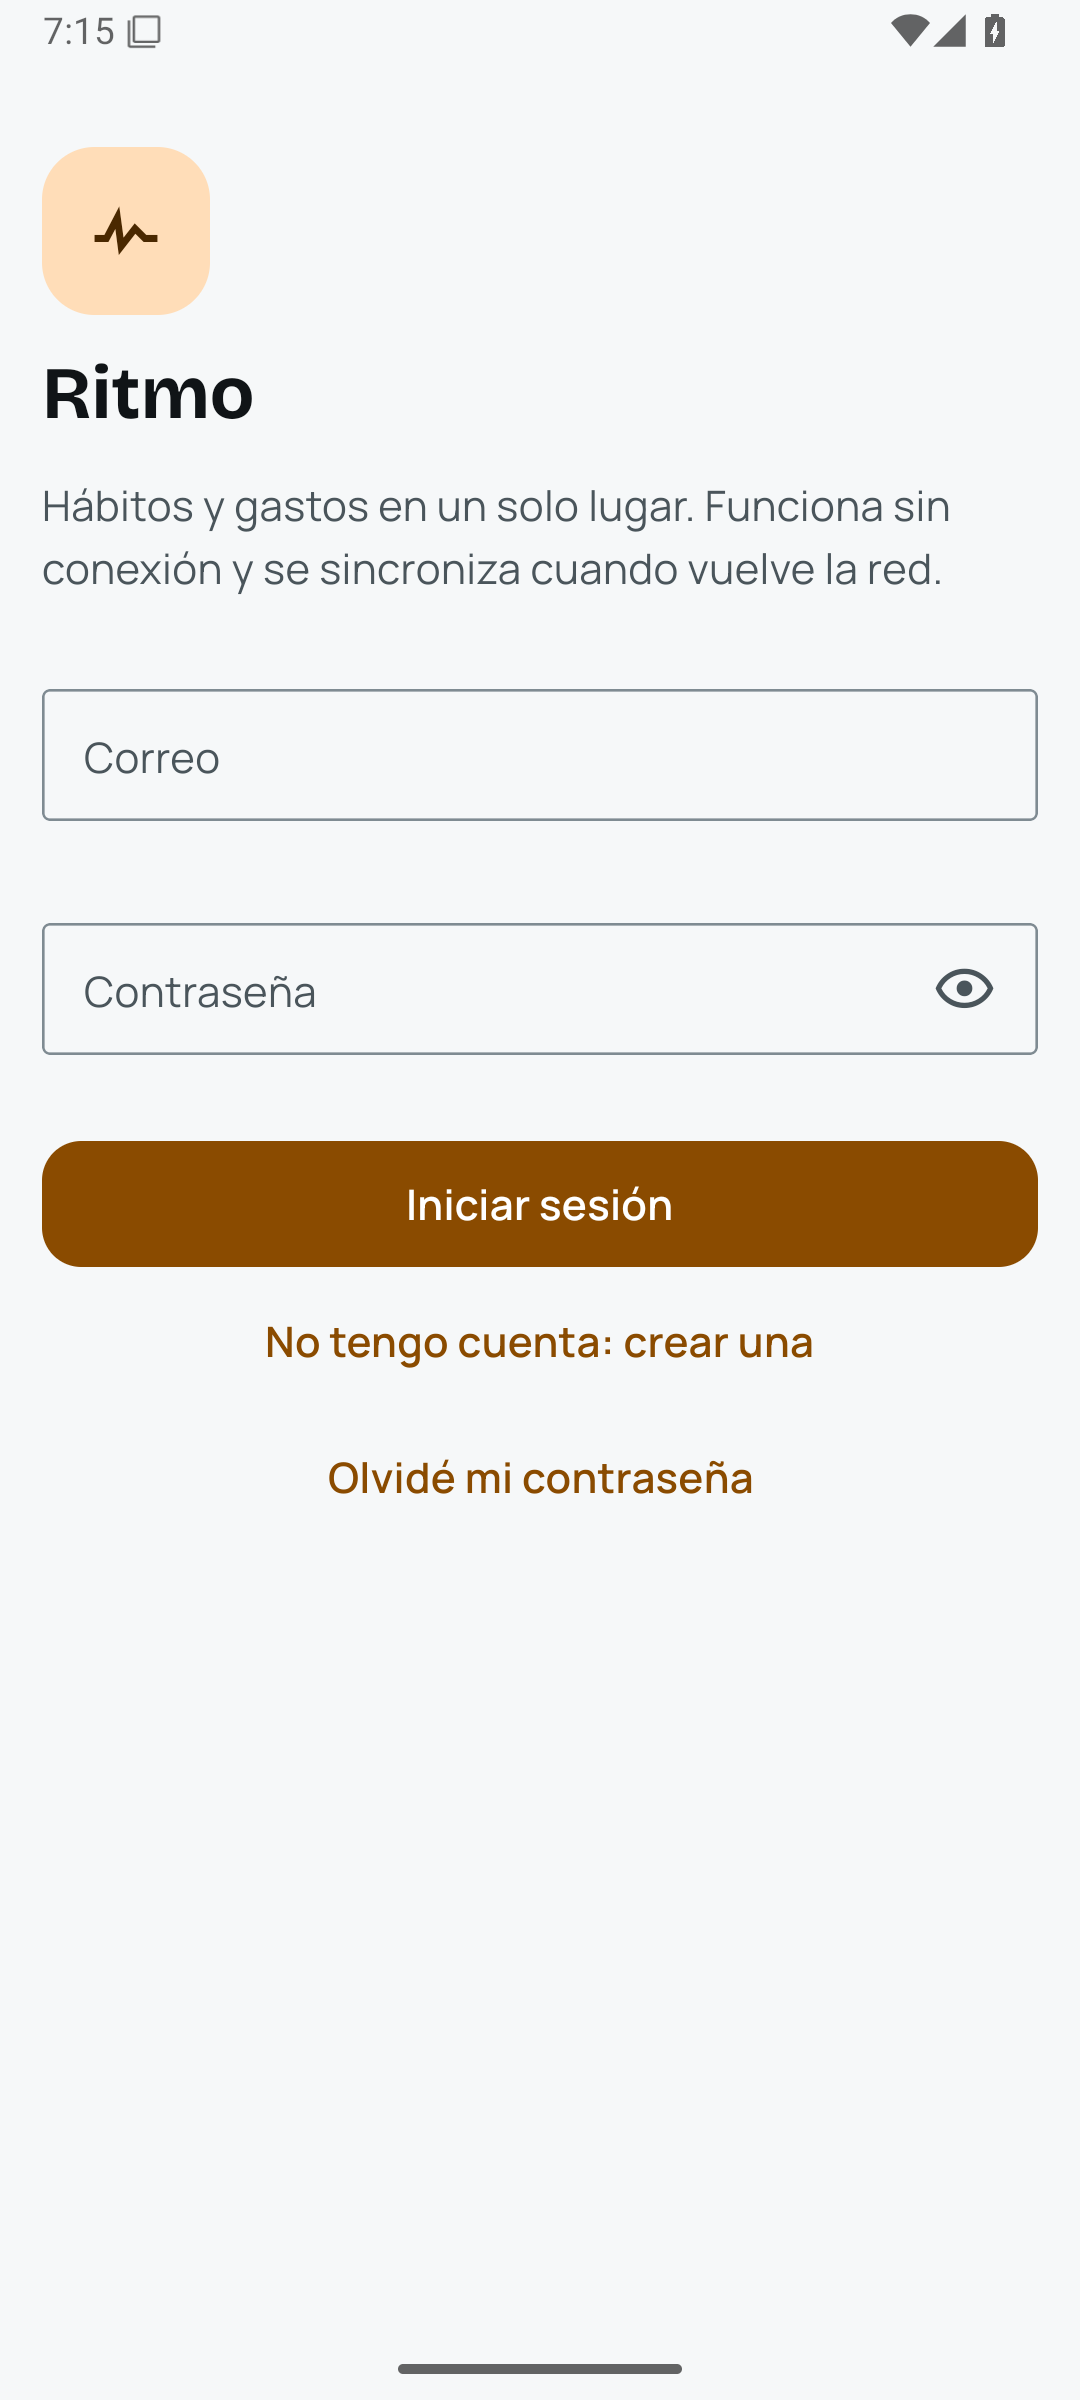 7:15
Ritmo
Hábitos y gastos en un solo lugar. Funciona sin
conexión y se sincroniza cuando vuelve la red.
Correo
Contraseña
Iniciar sesión
No tengo cuenta: crear una
Olvidé mi contraseña